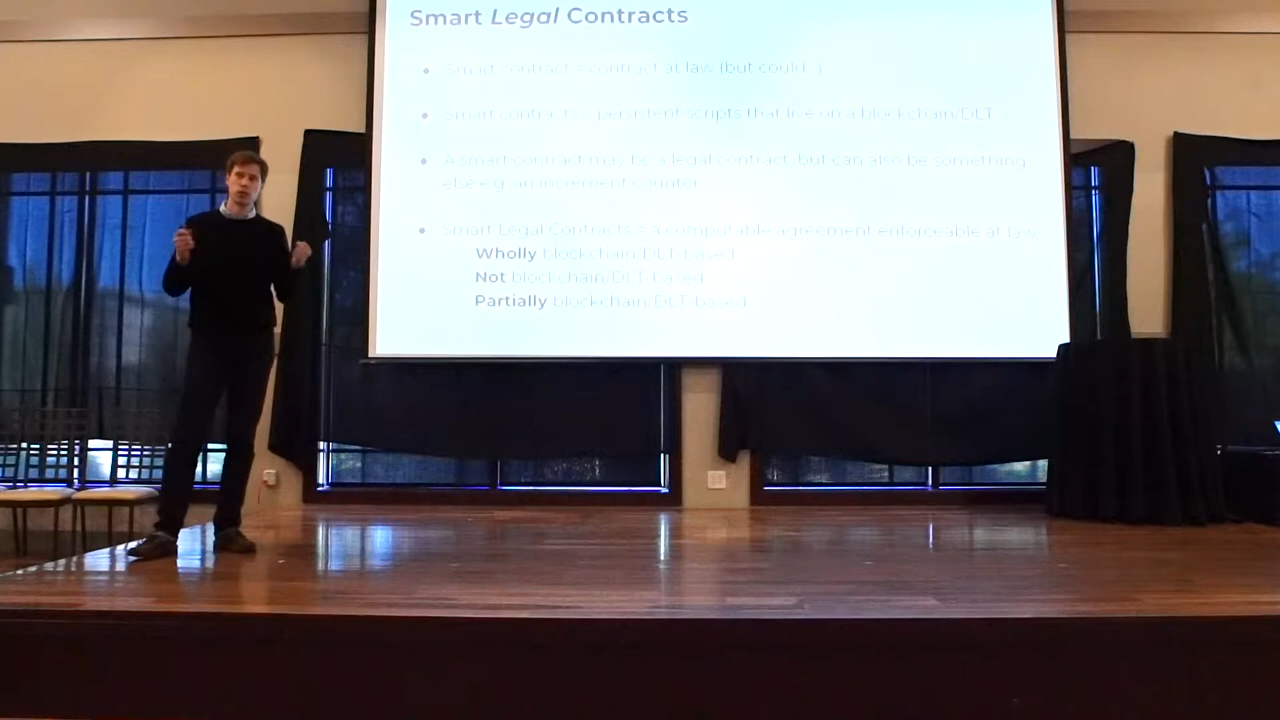 Smart Legal Contracts
Smart contract ≠ contract at law (but could..)
Smart contract = persistent scripts that live on a blockchain/DLT
A smart contract may be a legal contract, but can also be something
else e.g. an increment counter
Smart Legal Contracts = a computable agreement enforceable at law
Wholly blockchain/DLT based
Not blockchain/DLT based
Partially blockchain/DLT based